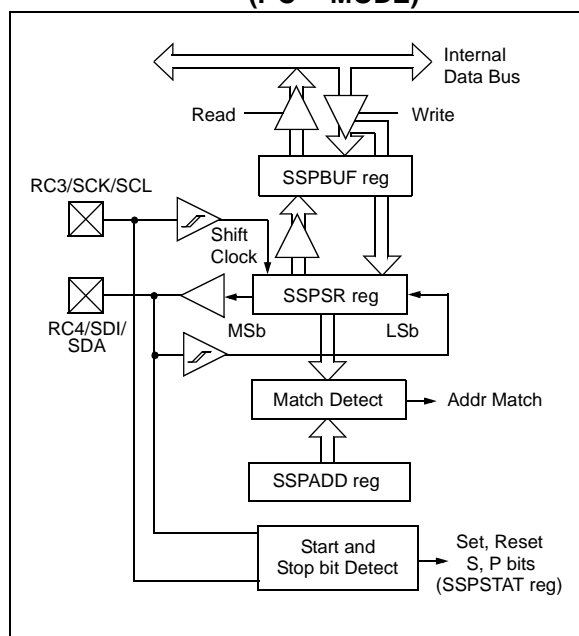 MODE)
Internal
Data Bus
Read
Write
SSPBUF reg
RC3/SCK/SCL
Shift
Clock
SSPSR reg
MSb
LSb
RC4/SDI/
SDA
Match Detect
Addr Match
SSPADD reg
Start and
Stop bit Detect
Set, Reset
S, P bits
(SSPSTAT reg)